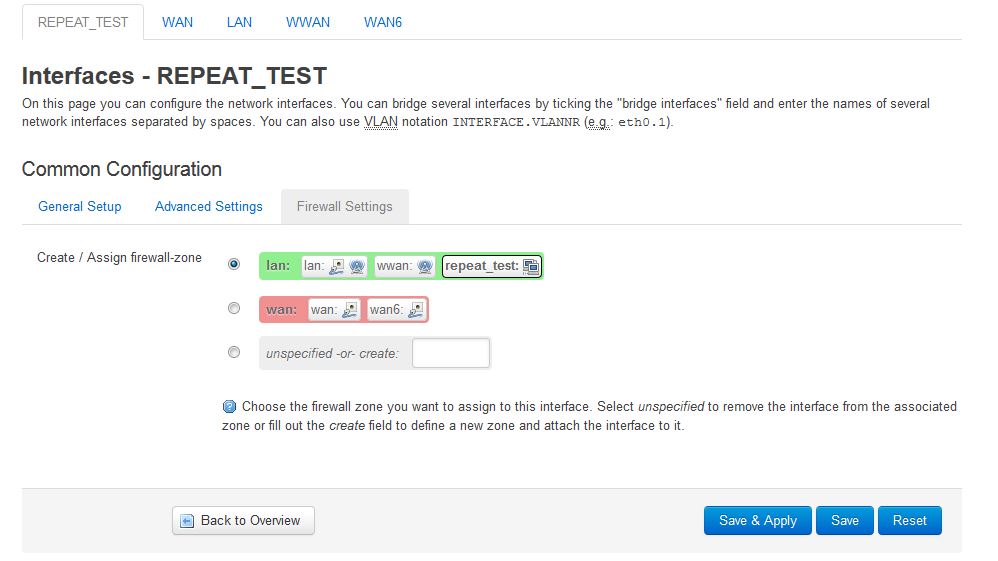 REPEAT_TEST WAN LAN WWAN WAN6
Interfaces - REPEAT_TEST
On this page you can configure the network interfaces. You can bridge several interfaces by ticking the "bridge interfaces" field and enter the names of several
network interfaces separated by spaces. You can also use VLAN notation INTERFACE.VLANNR (e.g.: eth0.1).
Common Configuration
General Setup Advanced Settings Firewall Settings
Create / Assign firewall-zone
lan: lan: wwan: repeat_test:
wan: wan: wan6:
unspecified -or- create:
Choose the firewall zone you want to assign to this interface. Select unspecified to remove the interface from the associated
zone or fill out the create field to define a new zone and attach the interface to it.
Back to Overview Save & Apply Save Reset